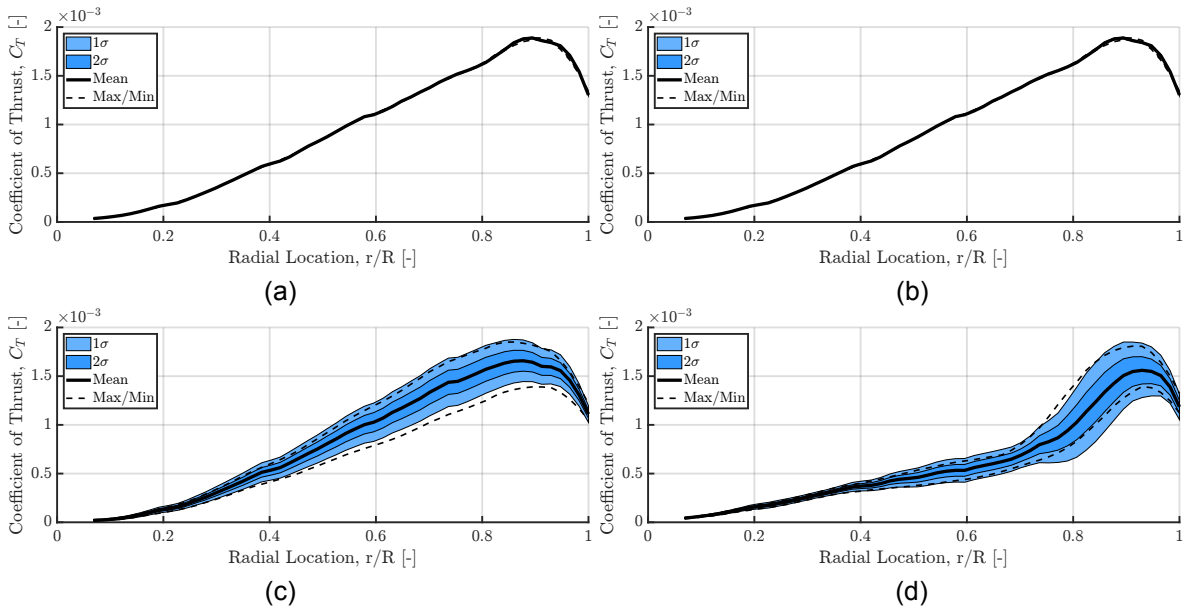 ×10⁻³
1σ
2σ
Mean
Max/Min
Coefficient of Thrust, C_T [-]
2
1.5
1
0.5
0
0 0.2 0.4 0.6 0.8 1
Radial Location, r/R [-]
(a)
×10⁻³
1σ
2σ
Mean
Max/Min
Coefficient of Thrust, C_T [-]
2
1.5
1
0.5
0
0 0.2 0.4 0.6 0.8 1
Radial Location, r/R [-]
(b)
×10⁻³
1σ
2σ
Mean
Max/Min
Coefficient of Thrust, C_T [-]
2
1.5
1
0.5
0
0 0.2 0.4 0.6 0.8 1
Radial Location, r/R [-]
(c)
×10⁻³
1σ
2σ
Mean
Max/Min
Coefficient of Thrust, C_T [-]
2
1.5
1
0.5
0
0 0.2 0.4 0.6 0.8 1
Radial Location, r/R [-]
(d)